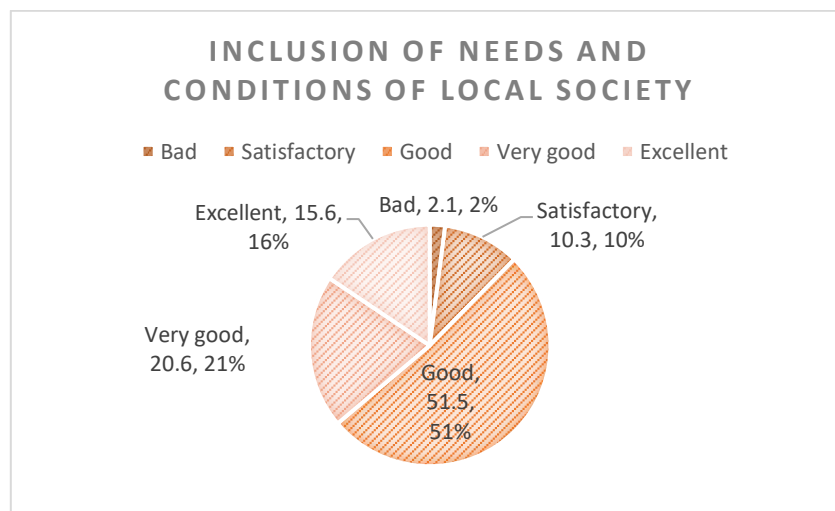 INCLUSION OF NEEDS AND
CONDITIONS OF LOCAL SOCIETY
Bad Satisfactory Good Very good Excellent
Bad, 2.1, 2%
Satisfactory,
10.3, 10%
Excellent, 15.6,
16%
Very good,
20.6, 21%
Good,
51.5,
51%